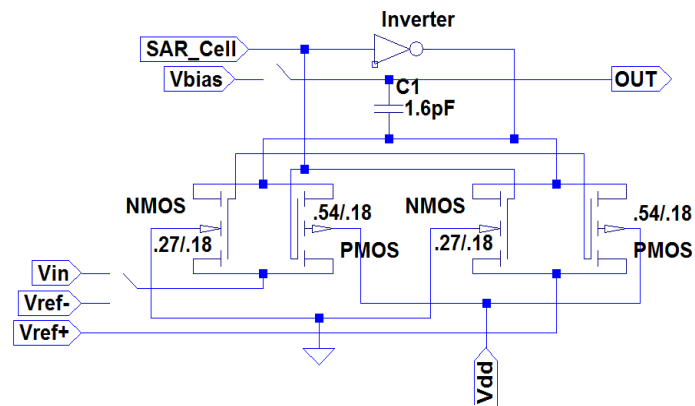 Inverter
SAR_Cell
Vbias
OUT
C1
1.6pF
NMOS
.54/.18
NMOS
.54/.18
.27/.18
PMOS
.27/.18
PMOS
Vin
Vref-
Vref+
Vdd